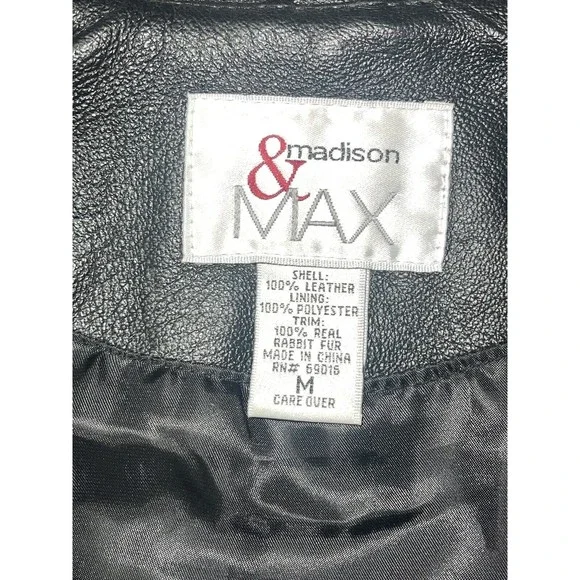 &madison
MAX
SHELL:
100% LEATHER
LINING:
100% POLYESTER
TRIM:
100% REAL
RABBIT FUR
MADE IN CHINA
RN# 69016
M
CARE OVER